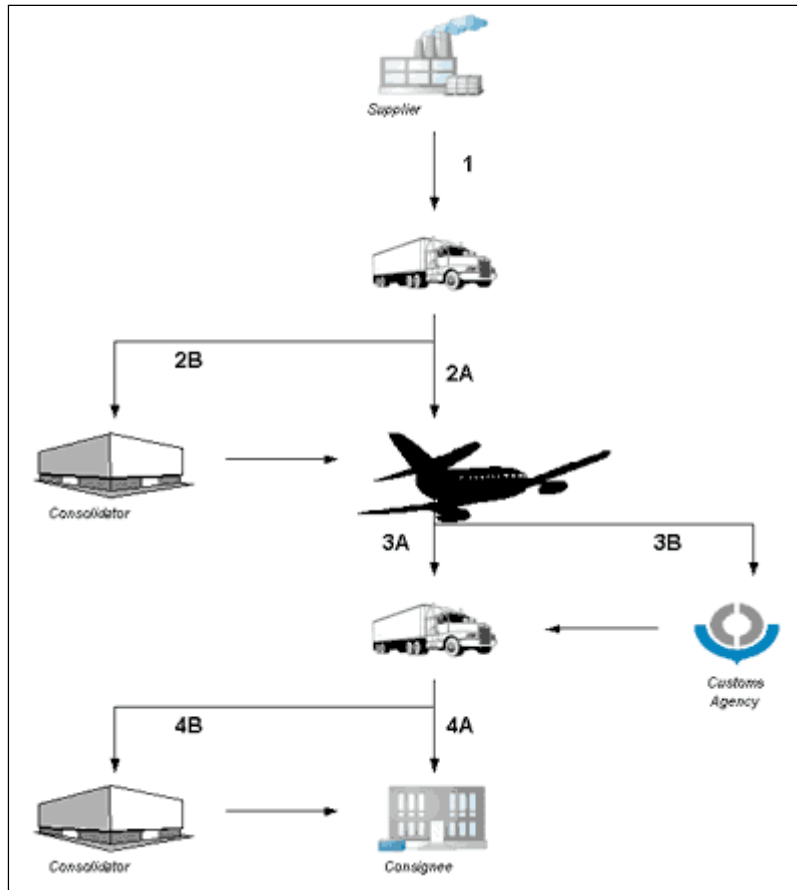 Supplier
1
2B
2A
Consolidator
3A
3B
Customs
Agency
4B
4A
Consolidator
Consignee